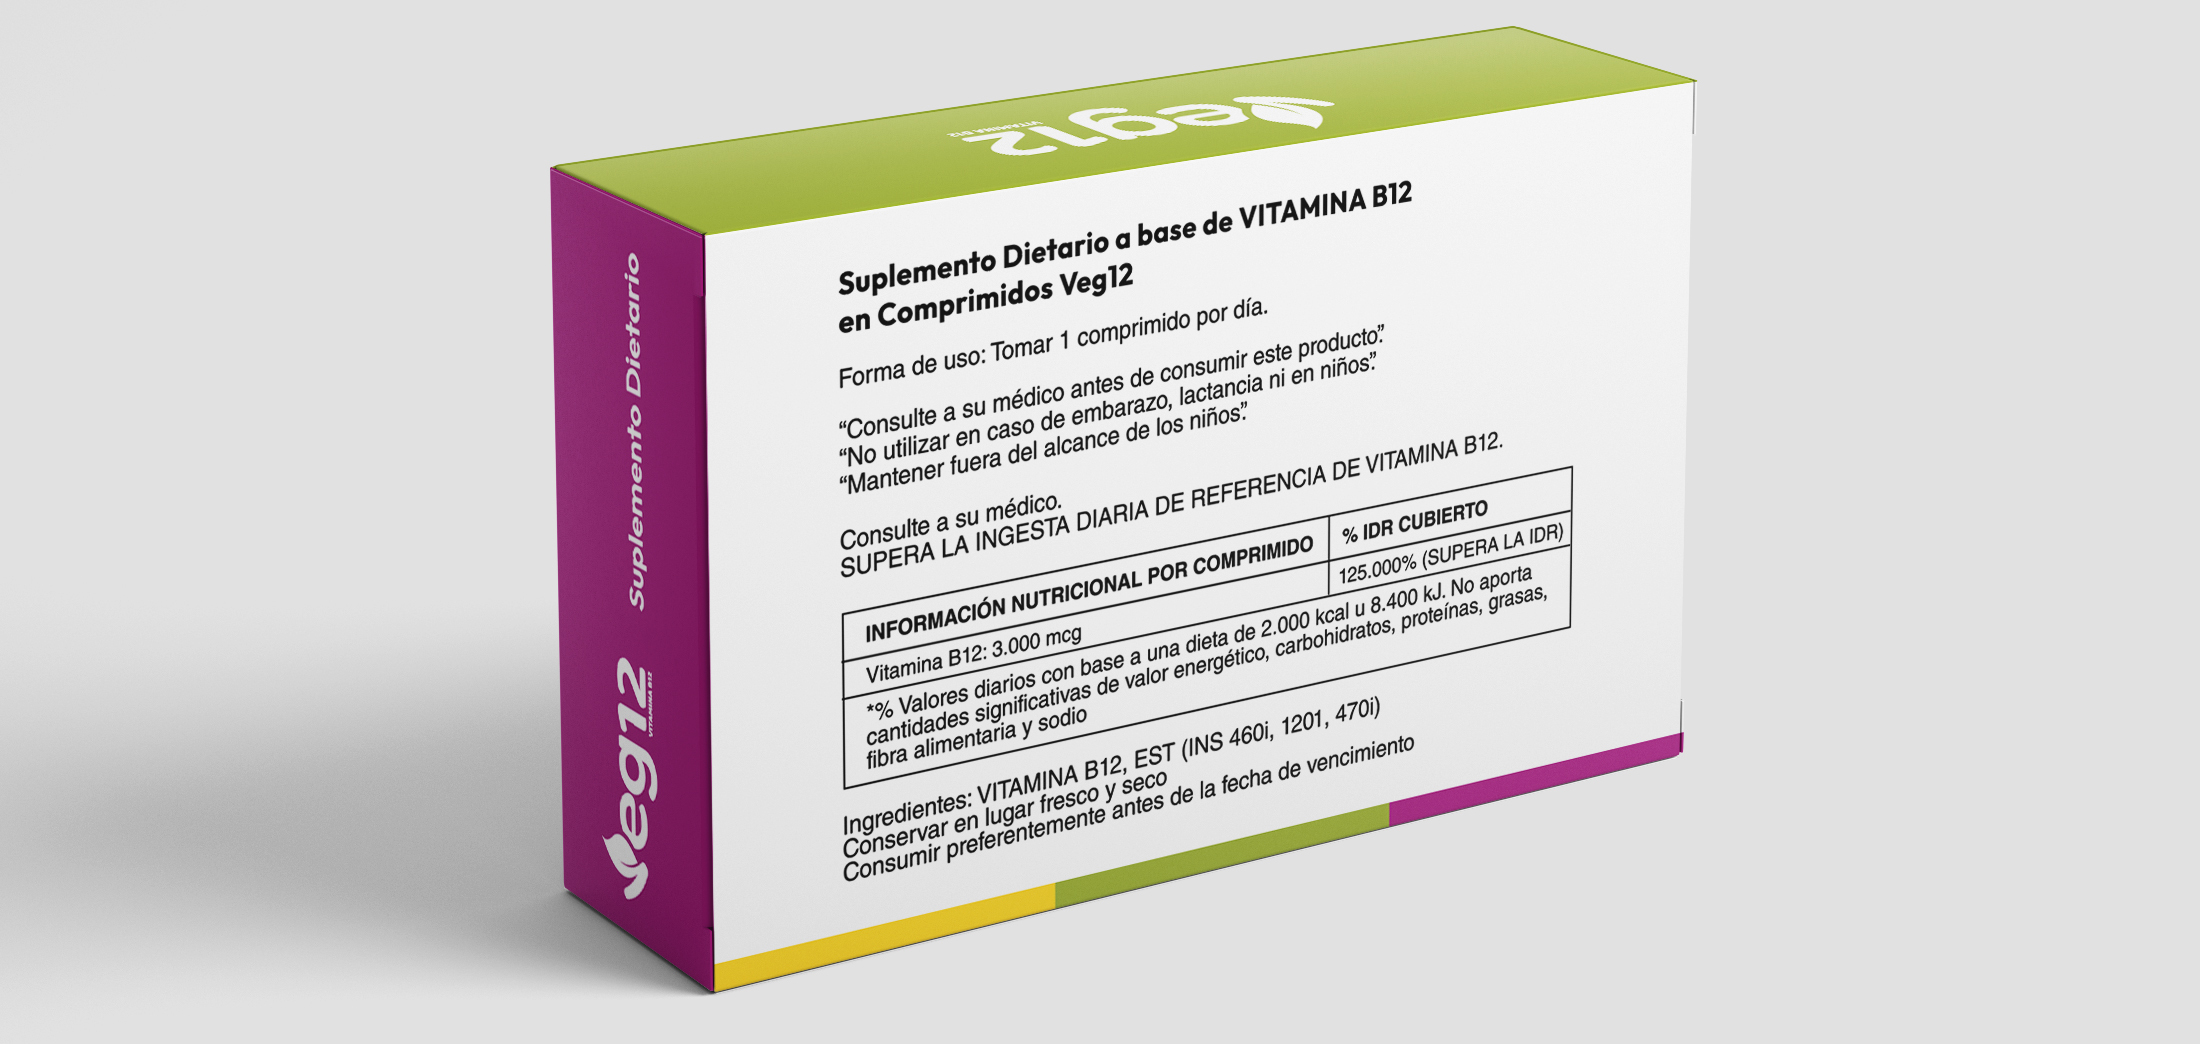 Veg12
VITAMINA B12
Suplemento Dietario
Veg12
VITAMINA B12
Suplemento Dietario a base de VITAMINA B12
en Comprimidos Veg12
Forma de uso: Tomar 1 comprimido por día.
“Consulte a su médico antes de consumir este producto”.
“No utilizar en caso de embarazo, lactancia ni en niños”.
“Mantener fuera del alcance de los niños”.
Consulte a su médico.
SUPERA LA INGESTA DIARIA DE REFERENCIA DE VITAMINA B12.
INFORMACIÓN NUTRICIONAL POR COMPRIMIDO
% IDR CUBIERTO
Vitamina B12: 3.000 mcg
125.000% (SUPERA LA IDR)
*% Valores diarios con base a una dieta de 2.000 kcal u 8.400 kJ. No aporta
cantidades significativas de valor energético, carbohidratos, proteínas, grasas,
fibra alimentaria y sodio
Ingredientes: VITAMINA B12, EST (INS 460i, 1201, 470i)
Conservar en lugar fresco y seco
Consumir preferentemente antes de la fecha de vencimiento